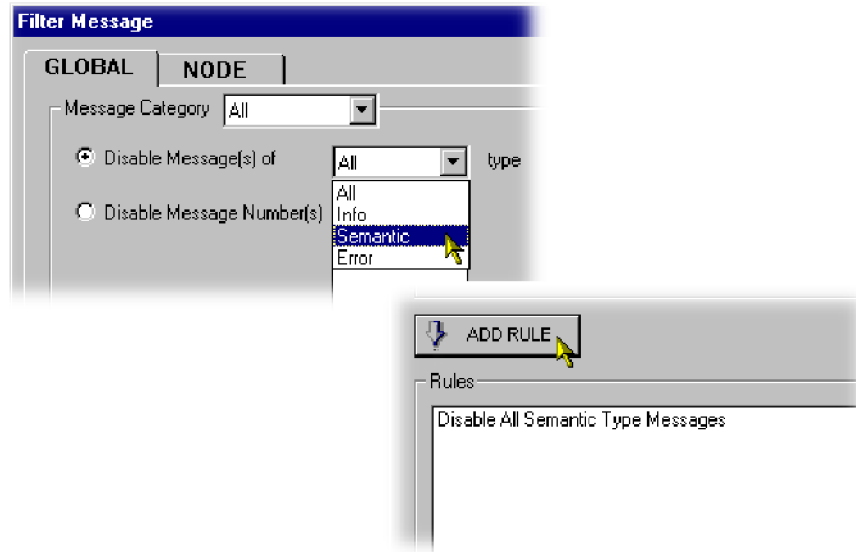 Filter Message
GLOBAL NODE
Message Category All
Disable Message(s) of All type
All
Disable Message Number(s) Info
Semantic
Error
ADD RULE
Rules
Disable All Semantic Type Messages